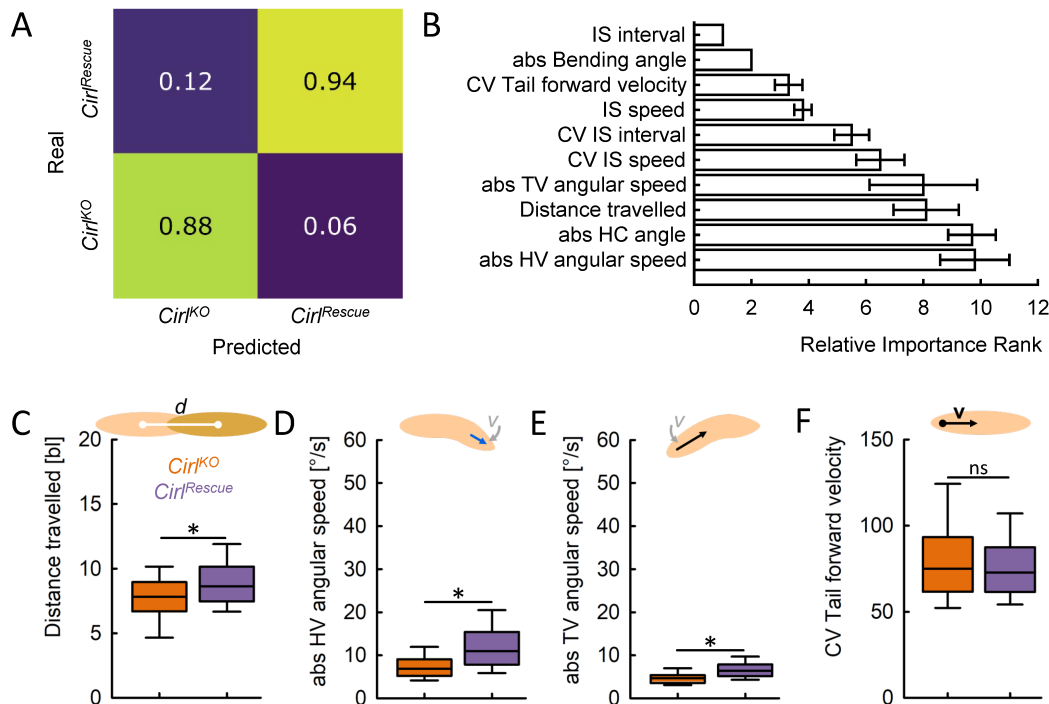 A
Real
Cirl^Rescue
Cirl^KO
0.12 0.94
0.88 0.06
Cirl^KO Cirl^Rescue
Predicted
B
IS interval
abs Bending angle
CV Tail forward velocity
IS speed
CV IS interval
CV IS speed
abs TV angular speed
Distance travelled
abs HC angle
abs HV angular speed
0 2 4 6 8 10 12
Relative Importance Rank
C
d
Distance travelled [bl]
20
15
10
5
0
Cirl^KO
Cirl^Rescue
*
D
v
abs HV angular speed [°/s]
60
50
40
30
20
10
0
*
E
v
abs TV angular speed [°/s]
60
50
40
30
20
10
0
*
F
v
CV Tail forward velocity
150
100
50
0
ns